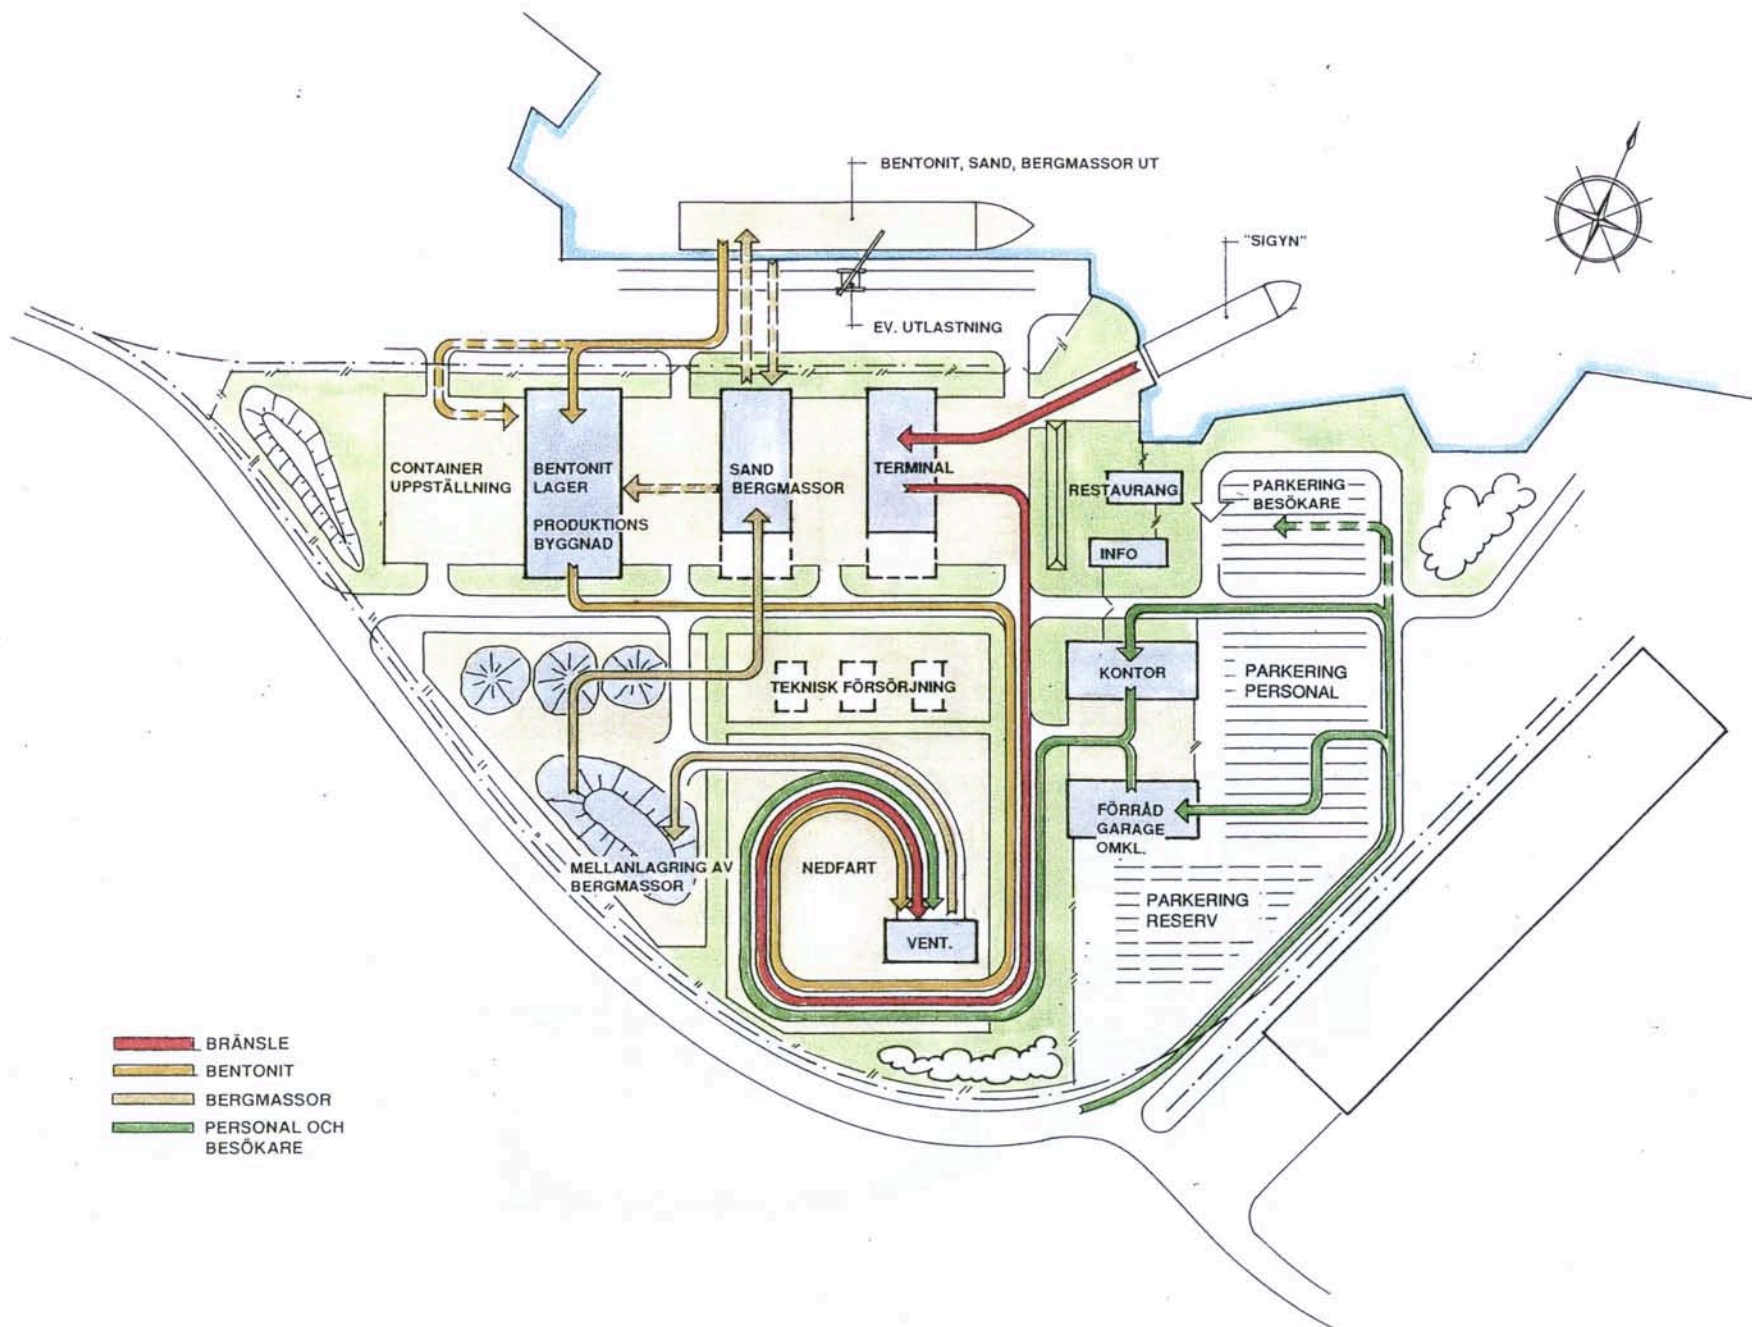 BENTONIT, SAND, BERGMASSOR UT
"SIGYN"
EV. UTLASTNING
CONTAINER
UPPSTÄLLNING
BENTONIT
LAGER
PRODUKTIONS
BYGGNAD
SAND
BERGMASSOR
TERMINAL
RESTAURANG
INFO
PARKERING
BESÖKARE
TEKNISK FÖRSÖRJNING
KONTOR
PARKERING
PERSONAL
FÖRRÅD
GARAGE
OMKL.
MELLANLAGRING AV
BERGMASSOR
NEDFART
VENT.
PARKERING
RESERV
BRÄNSLE
BENTONIT
BERGMASSOR
PERSONAL OCH
BESÖKARE